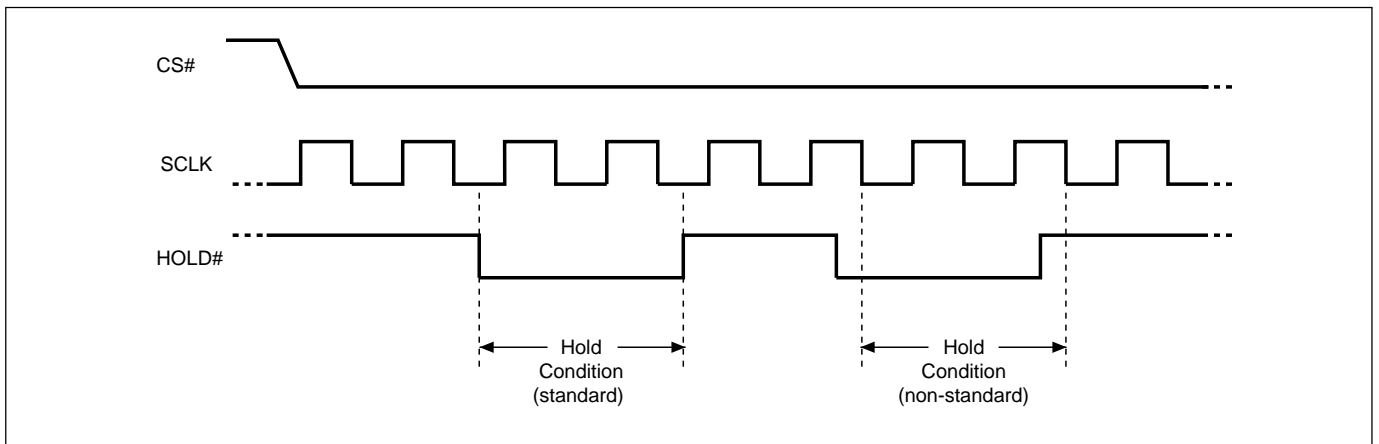 CS#
SCLK
HOLD#
Hold
Condition
(standard)
Hold
Condition
(non-standard)